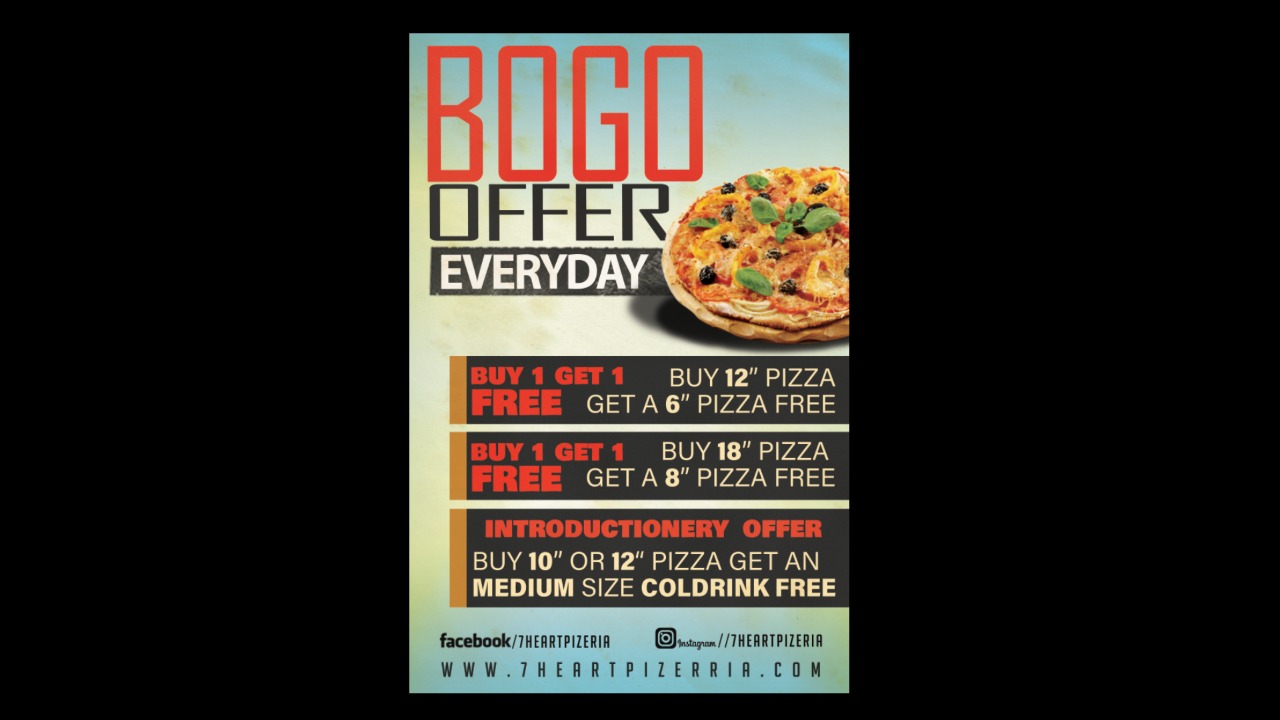 BOGO
OFFER
EVERYDAY
BUY 1 GET 1
FREE
BUY 12" PIZZA
GET A 6" PIZZA FREE
BUY 1 GET 1
FREE
BUY 18" PIZZA
GET A 8" PIZZA FREE
INTRODUCTIONERY OFFER
BUY 10" OR 12" PIZZA GET AN
MEDIUM SIZE COLDRINK FREE
facebook/7HEARTPIZERIA
Instagram //7HEARTPIZERIA
WWW.7HEARTPIZERRIA.COM